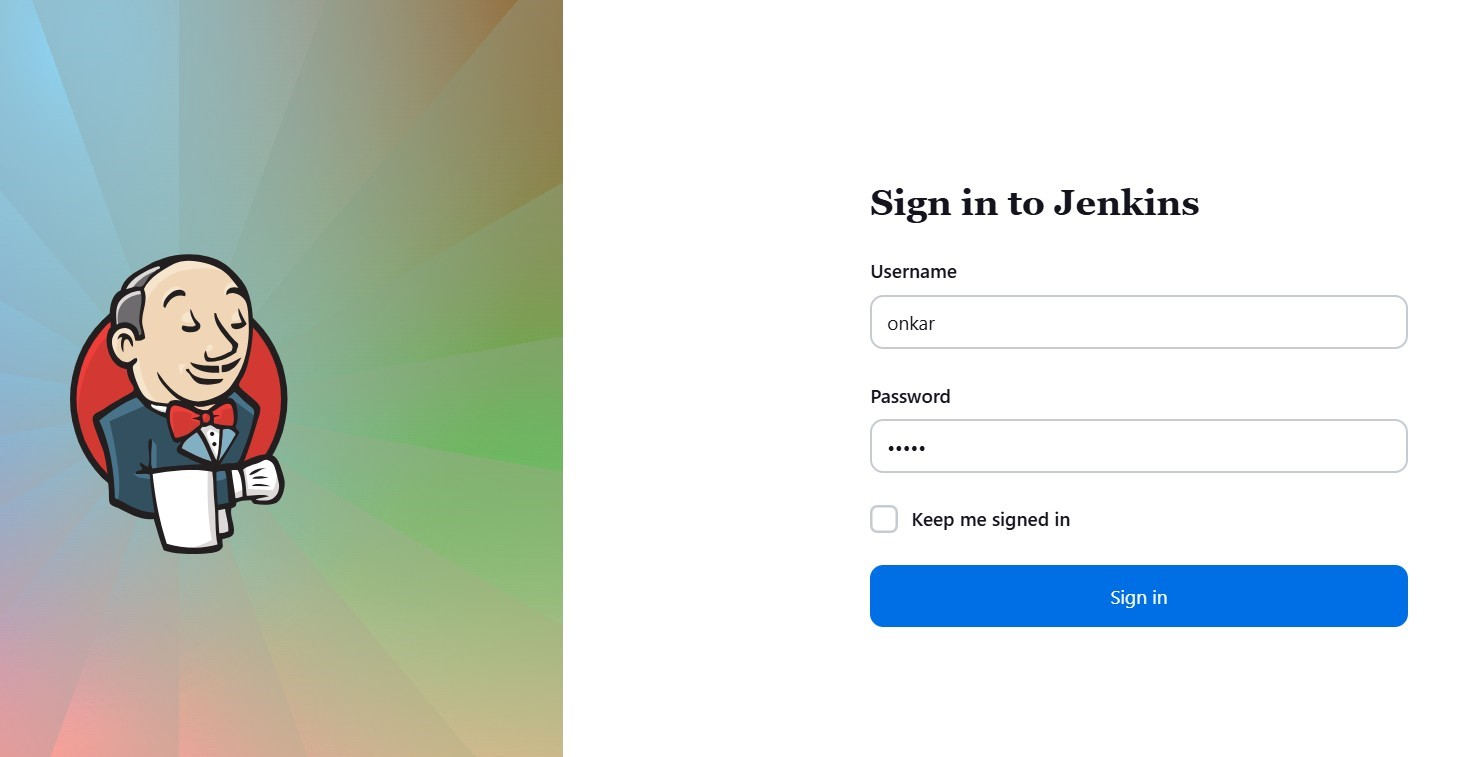 Sign in to Jenkins
Username
onkar
Password
•••••
Keep me signed in
Sign in